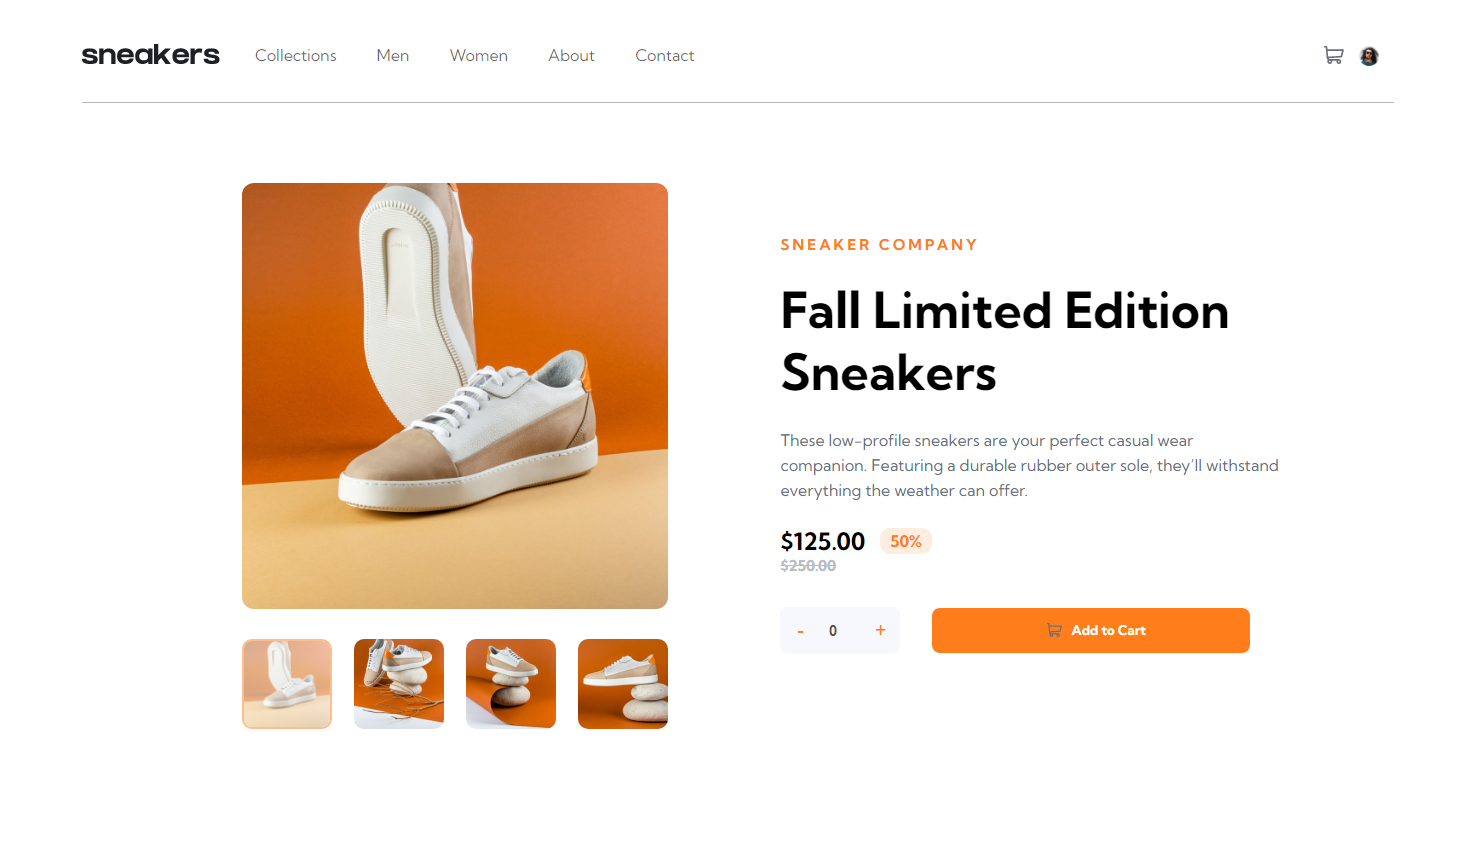 sneakers Collections Men Women About Contact
SNEAKER COMPANY
Fall Limited Edition
Sneakers
These low-profile sneakers are your perfect casual wear
companion. Featuring a durable rubber outer sole, they’ll withstand
everything the weather can offer.
$125.00 50%
$250.00
- 0 + Add to Cart